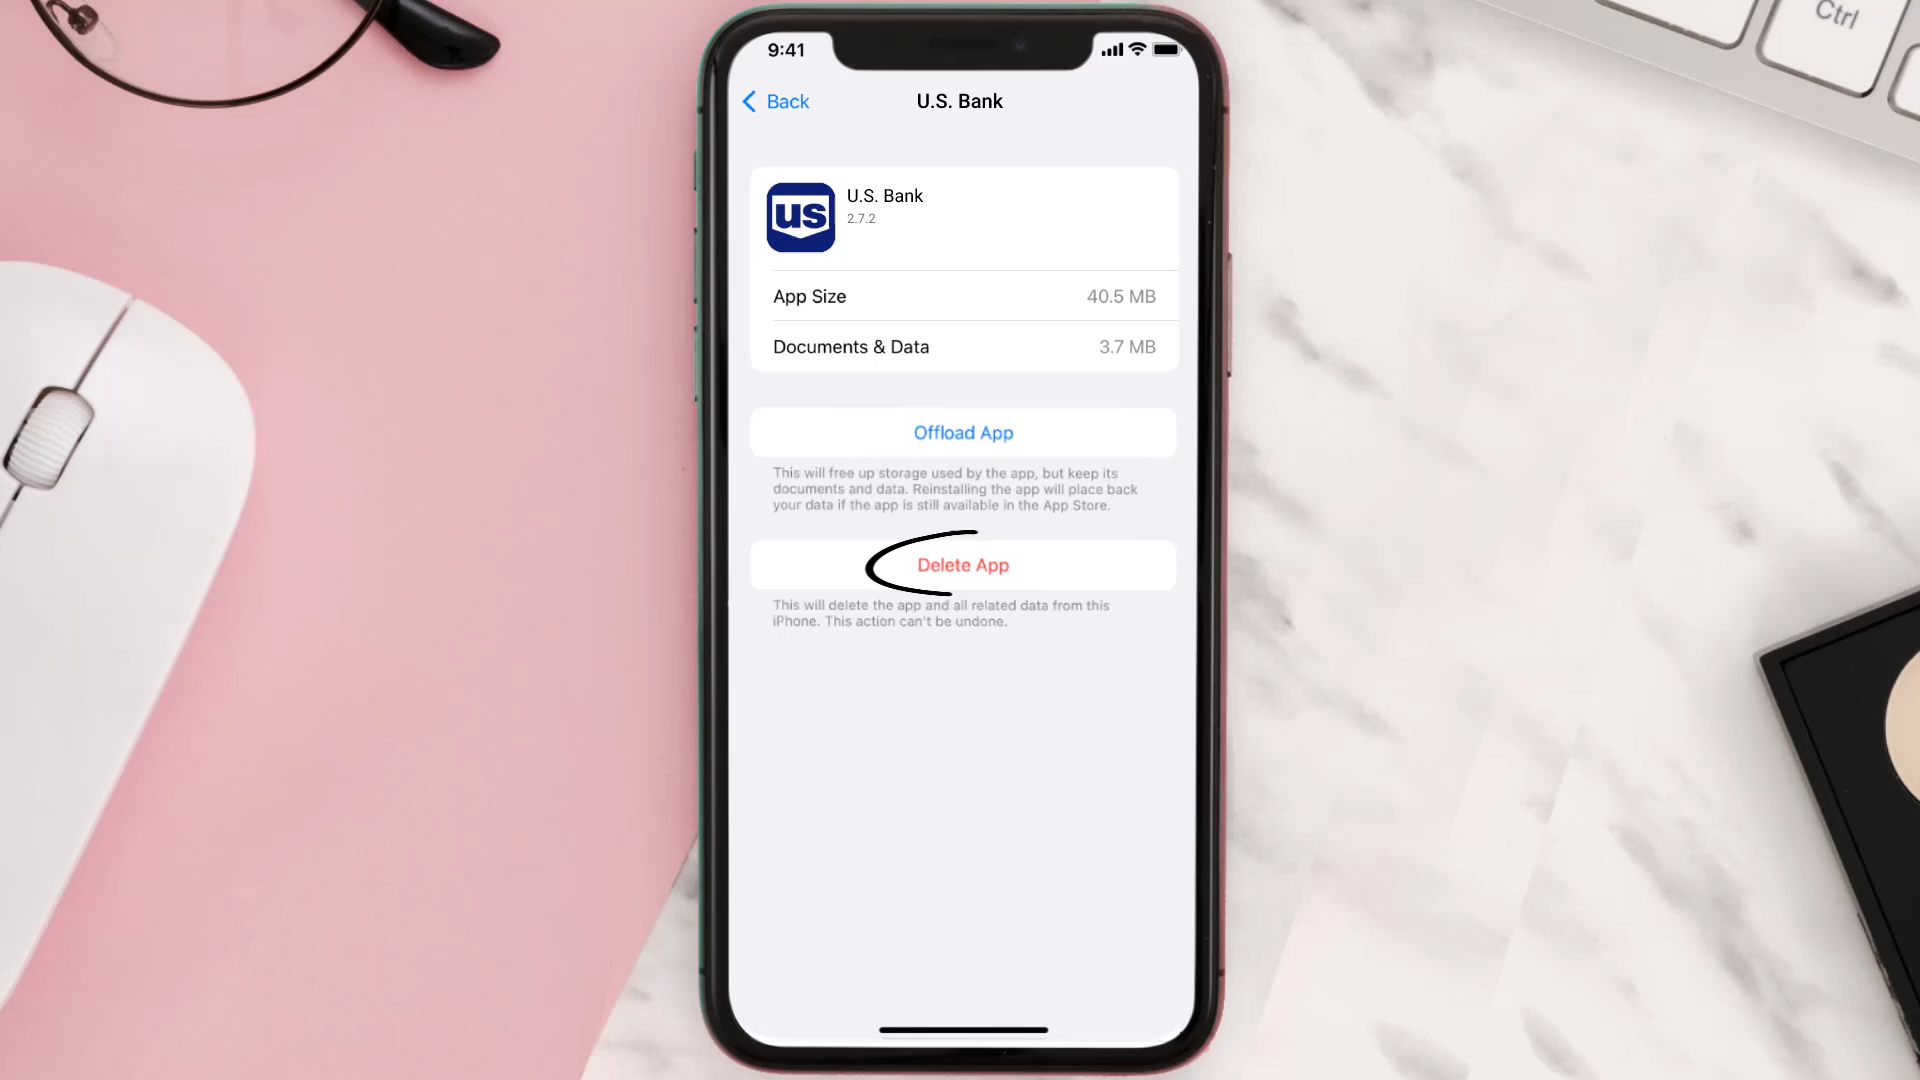 Ctrl
9:41
Back
U.S. Bank
us
U.S. Bank
2.7.2
App Size
40.5 MB
Documents & Data
3.7 MB
Offload App
This will free up storage used by the app, but keep its
documents and data. Reinstalling the app will place back
your data if the app is still available in the App Store.
Delete App
This will delete the app and all related data from this
iPhone. This action can't be undone.